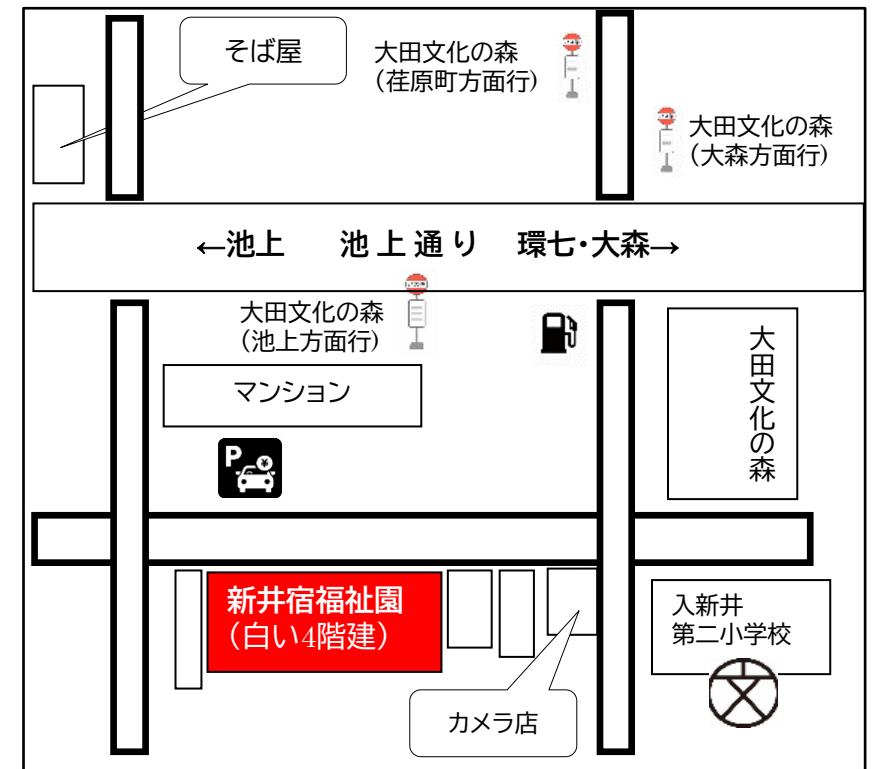 そば屋
大田文化の森
（荏原町方面行）
大田文化の森
（大森方面行）
←池上 池上通り 環七・大森→
大田文化の森
（池上方面行）
マンション
大田文化の森
P
¥
新井宿福祉園
（白い4階建）
入新井
第二小学校
文
カメラ店